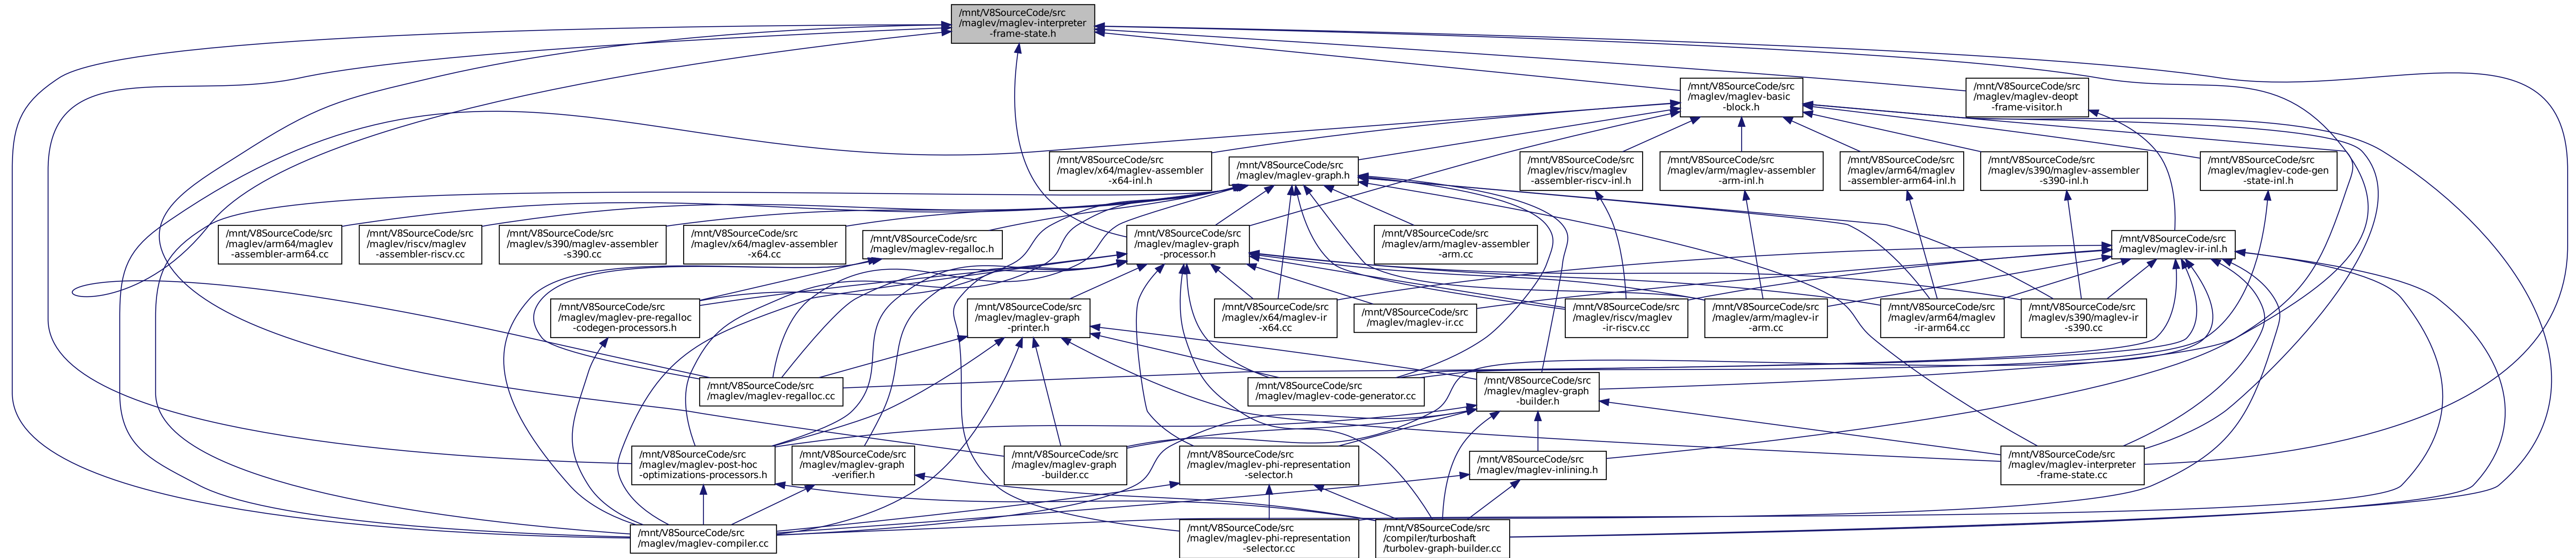 /mnt/V8SourceCode/src
/maglev/maglev-interpreter
-frame-state.h
/mnt/V8SourceCode/src
/maglev/maglev-basic
-block.h
/mnt/V8SourceCode/src
/maglev/maglev-deopt
-frame-visitor.h
/mnt/V8SourceCode/src
/maglev/x64/maglev-assembler
-x64-inl.h
/mnt/V8SourceCode/src
/maglev/maglev-graph.h
/mnt/V8SourceCode/src
/maglev/riscv/maglev
-assembler-riscv-inl.h
/mnt/V8SourceCode/src
/maglev/arm/maglev-assembler
-arm-inl.h
/mnt/V8SourceCode/src
/maglev/arm64/maglev
-assembler-arm64-inl.h
/mnt/V8SourceCode/src
/maglev/s390/maglev-assembler
-s390-inl.h
/mnt/V8SourceCode/src
/maglev/maglev-code-gen
-state-inl.h
/mnt/V8SourceCode/src
/maglev/arm64/maglev
-assembler-arm64.cc
/mnt/V8SourceCode/src
/maglev/riscv/maglev
-assembler-riscv.cc
/mnt/V8SourceCode/src
/maglev/s390/maglev-assembler
-s390.cc
/mnt/V8SourceCode/src
/maglev/x64/maglev-assembler
-x64.cc
/mnt/V8SourceCode/src
/maglev/maglev-regalloc.h
/mnt/V8SourceCode/src
/maglev/maglev-graph
-processor.h
/mnt/V8SourceCode/src
/maglev/arm/maglev-assembler
-arm.cc
/mnt/V8SourceCode/src
/maglev/maglev-ir-inl.h
/mnt/V8SourceCode/src
/maglev/maglev-pre-regalloc
-codegen-processors.h
/mnt/V8SourceCode/src
/maglev/maglev-graph
-printer.h
/mnt/V8SourceCode/src
/maglev/x64/maglev-ir
-x64.cc
/mnt/V8SourceCode/src
/maglev/maglev-ir.cc
/mnt/V8SourceCode/src
/maglev/riscv/maglev
-ir-riscv.cc
/mnt/V8SourceCode/src
/maglev/arm/maglev-ir
-arm.cc
/mnt/V8SourceCode/src
/maglev/arm64/maglev
-ir-arm64.cc
/mnt/V8SourceCode/src
/maglev/s390/maglev-ir
-s390.cc
/mnt/V8SourceCode/src
/maglev/maglev-regalloc.cc
/mnt/V8SourceCode/src
/maglev/maglev-code-generator.cc
/mnt/V8SourceCode/src
/maglev/maglev-graph
-builder.h
/mnt/V8SourceCode/src
/maglev/maglev-post-hoc
-optimizations-processors.h
/mnt/V8SourceCode/src
/maglev/maglev-graph
-verifier.h
/mnt/V8SourceCode/src
/maglev/maglev-graph
-builder.cc
/mnt/V8SourceCode/src
/maglev/maglev-phi-representation
-selector.h
/mnt/V8SourceCode/src
/maglev/maglev-inlining.h
/mnt/V8SourceCode/src
/maglev/maglev-interpreter
-frame-state.cc
/mnt/V8SourceCode/src
/maglev/maglev-compiler.cc
/mnt/V8SourceCode/src
/maglev/maglev-phi-representation
-selector.cc
/mnt/V8SourceCode/src
/compiler/turboshaft
/turbolev-graph-builder.cc